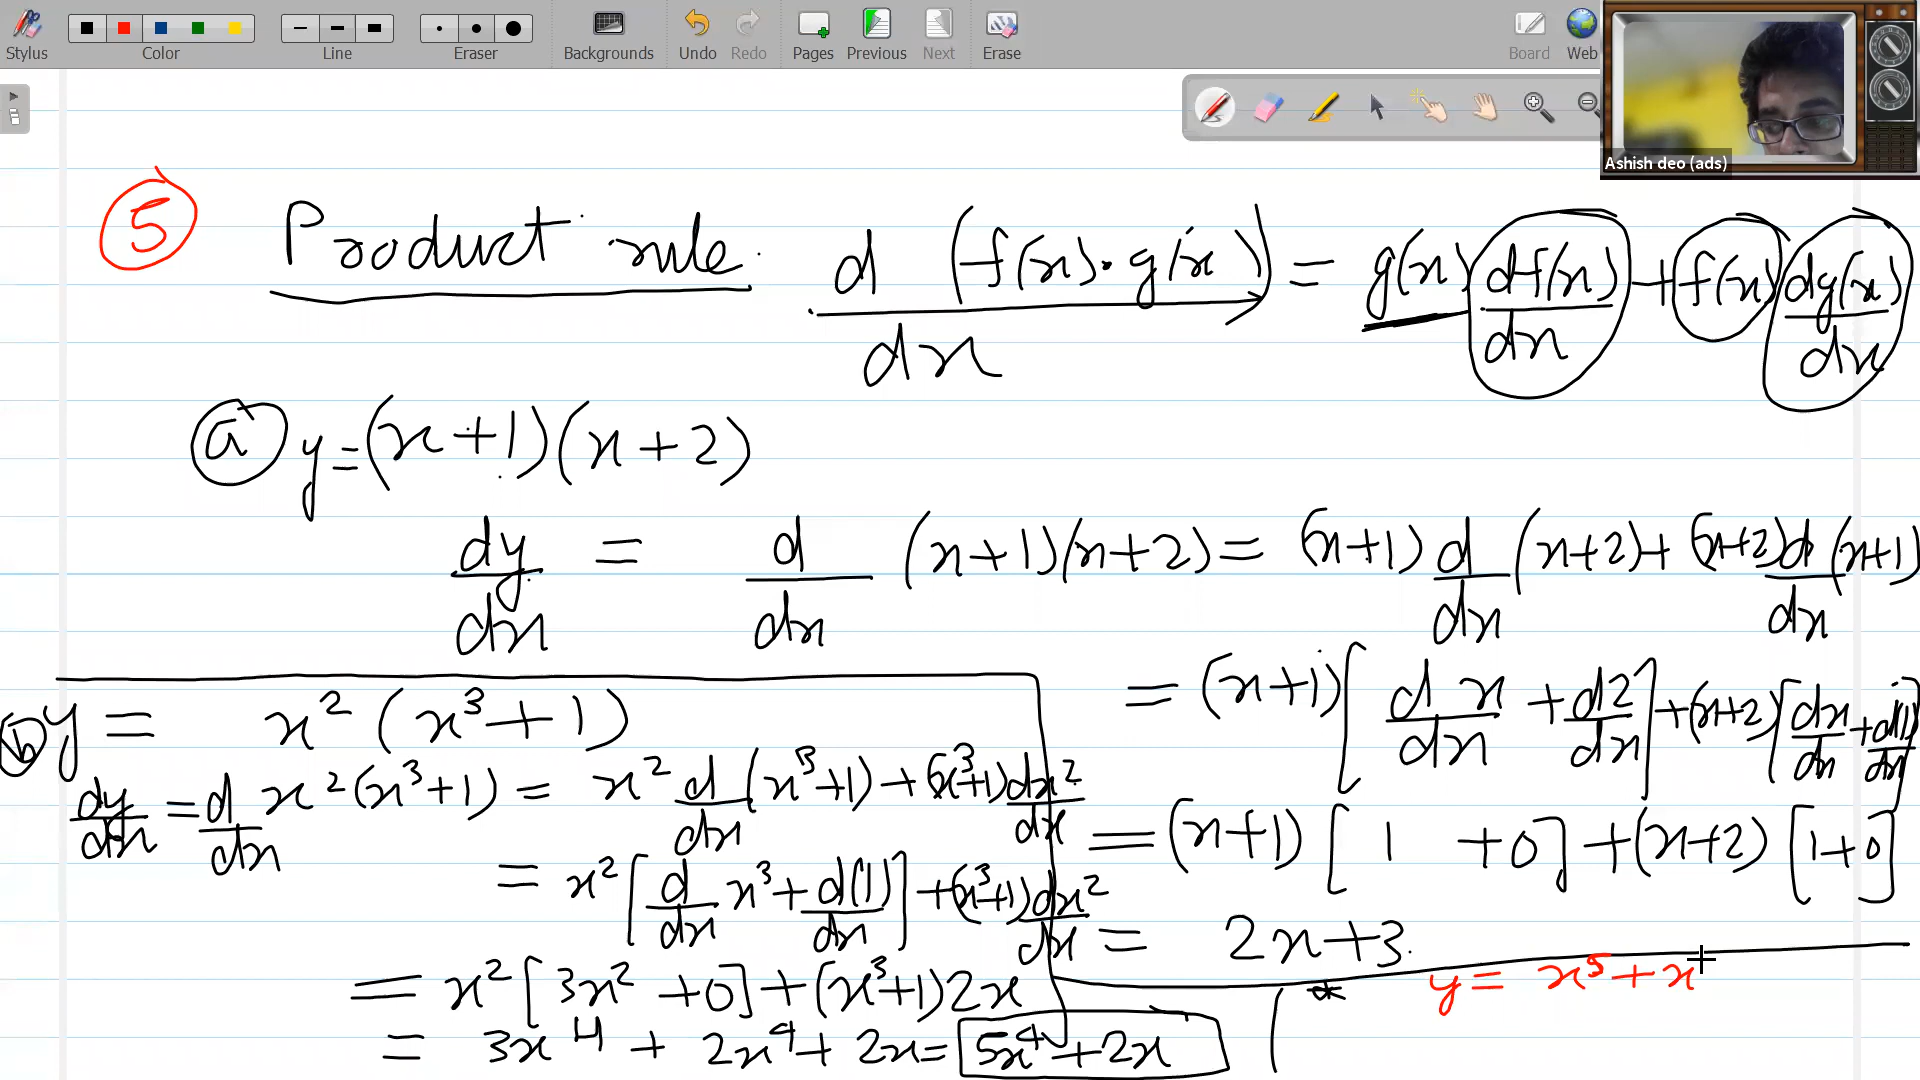 Stylus Color Line Eraser Backgrounds Undo Redo Pages Previous Next Erase Board Web
Ashish deo (ads)
5 Product rule. d/dx (f(x)·g(x)) = g(x) df(x)/dx + f(x) dg(x)/dx
a y = (x+1)(x+2)
dy/dx = d/dx (x+1)(x+2) = (x+1) d/dx (x+2) + (x+2) d/dx (x+1)
= (x+1) [dx/dx + d2/dx] + (x+2) [dx/dx + d(1)/dx]
= (x+1) [1 + 0] + (x+2) [1+0]
= 2x+3
b y = x² (x³+1)
dy/dx = d/dx x² (x³+1) = x² d/dx (x³+1) + (x³+1) dx²/dx
= x² [d/dx x³ + d(1)/dx] + (x³+1) dx²/dx
= x² [3x² + 0] + (x³+1) 2x
= 3x⁴ + 2x⁴ + 2x = 5x⁴ + 2x
* y = x⁵ + x